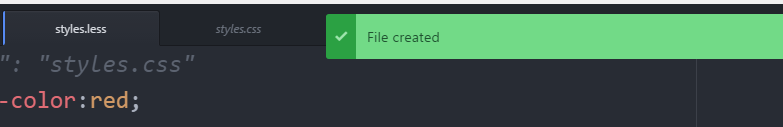 styles.less styles.css File created
": "styles.css"
-color:red;